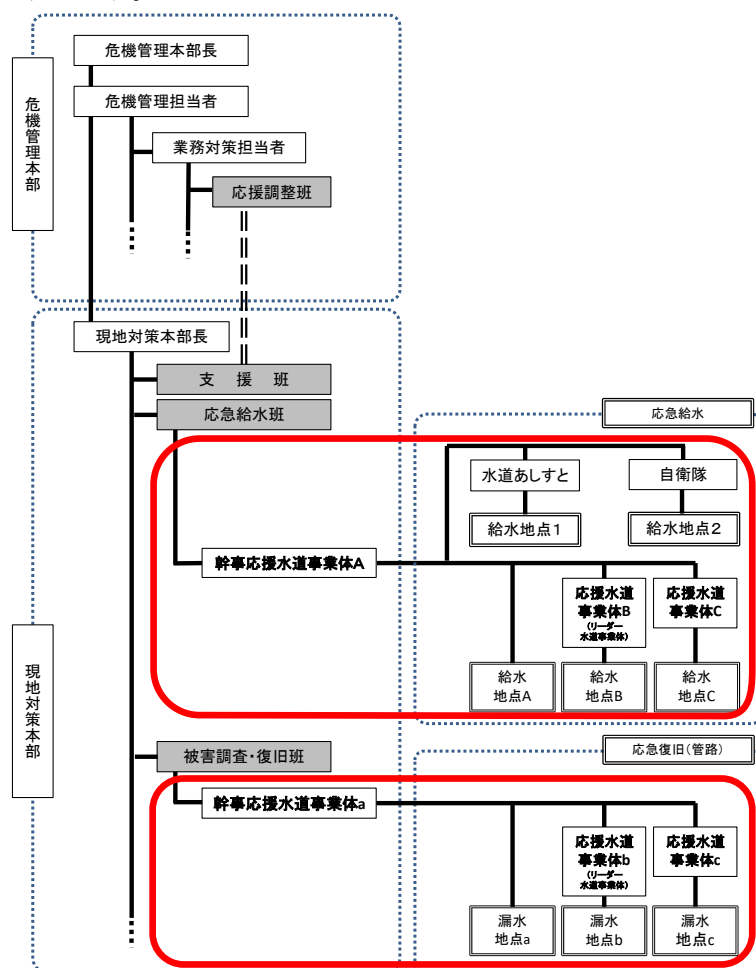 危機管理本部
危機管理本部長
危機管理担当者
業務対策担当者
応援調整班
現地対策本部
現地対策本部長
支 援 班
応急給水班
応急給水
水道あしすと
自衛隊
給水地点1
給水地点2
幹事応援水道事業体A
応援水道
事業体B
(リーダー
水道事業体)
応援水道
事業体C
給水
地点A
給水
地点B
給水
地点C
被害調査・復旧班
応急復旧(管路)
幹事応援水道事業体a
応援水道
事業体b
(リーダー
水道事業体)
応援水道
事業体c
漏水
地点a
漏水
地点b
漏水
地点c